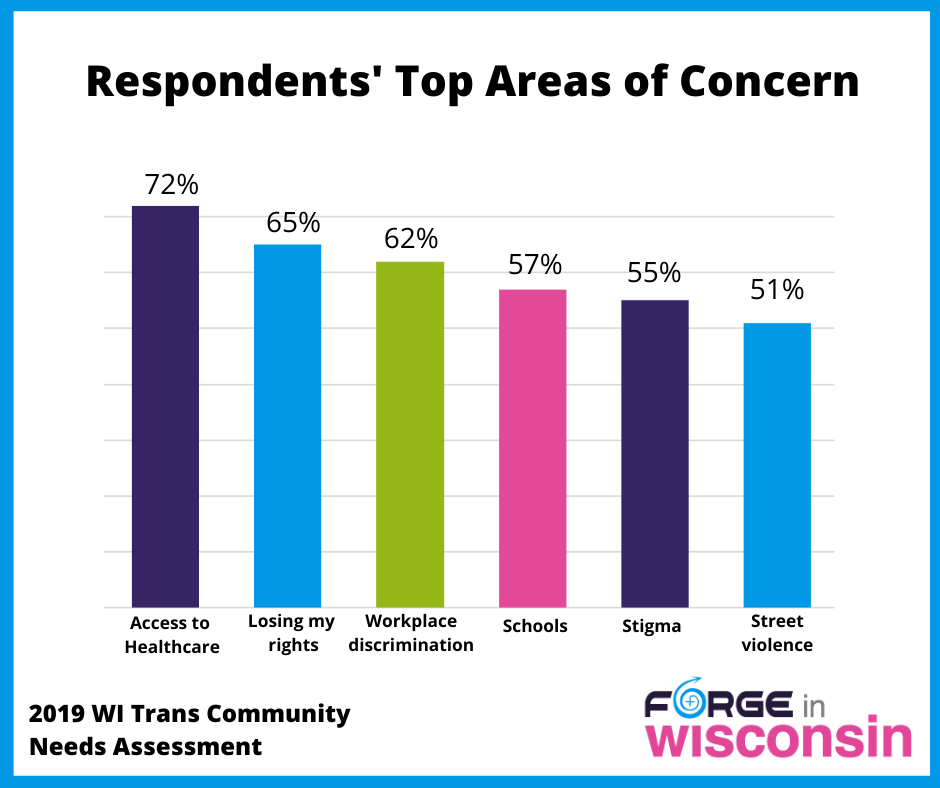 Respondents' Top Areas of Concern
72%
65%
62%
57%
55%
51%
Access to
Healthcare
Losing my
rights
Workplace
discrimination
Schools
Stigma
Street
violence
2019 WI Trans Community
Needs Assessment
FORGE in
wisconsin